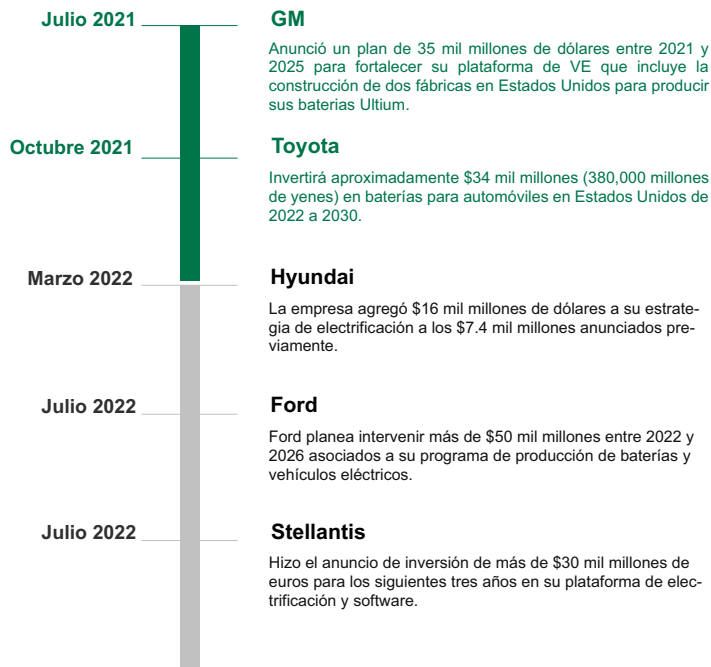 Julio 2021
GM
Anunció un plan de 35 mil millones de dólares entre 2021 y
2025 para fortalecer su plataforma de VE que incluye la
construcción de dos fábricas en Estados Unidos para producir
sus baterias Ultium.
Octubre 2021
Toyota
Invertirá aproximadamente $34 mil millones (380,000 millones
de yenes) en baterías para automóviles en Estados Unidos de
2022 a 2030.
Marzo 2022
Hyundai
La empresa agregó $16 mil millones de dólares a su estrate-
gia de electrificación a los $7.4 mil millones anunciados pre-
viamente.
Julio 2022
Ford
Ford planea intervenir más de $50 mil millones entre 2022 y
2026 asociados a su programa de producción de baterías y
vehículos eléctricos.
Julio 2022
Stellantis
Hizo el anuncio de inversión de más de $30 mil millones de
euros para los siguientes tres años en su plataforma de elec-
trificación y software.